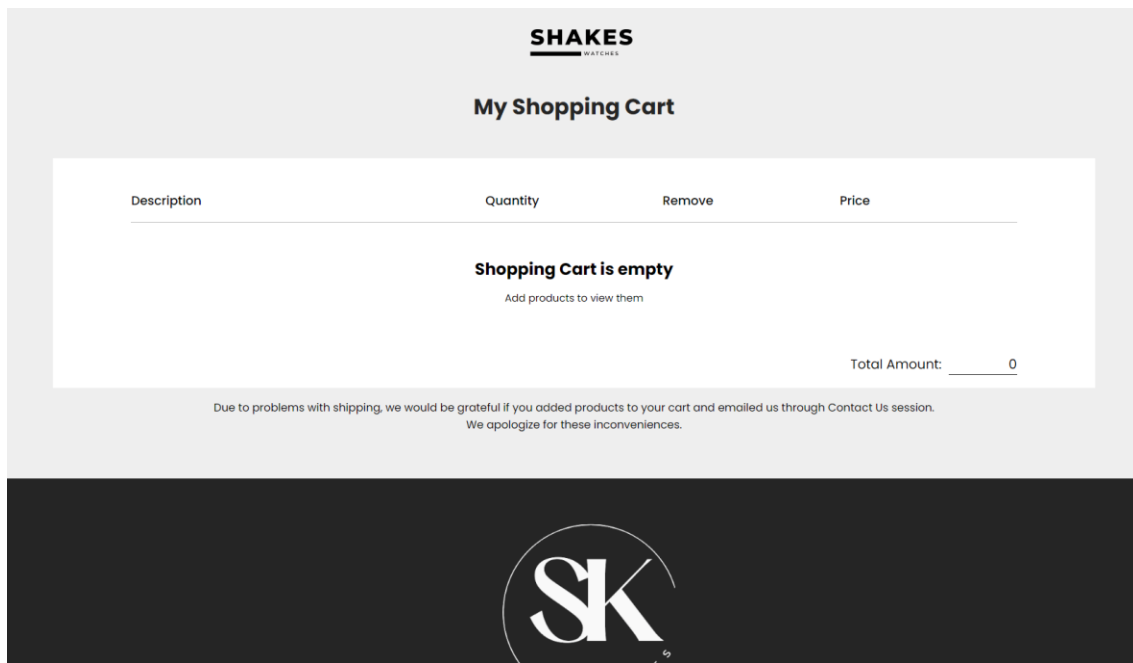 SHAKES
WATCHES
My Shopping Cart
Description Quantity Remove Price
Shopping Cart is empty
Add products to view them
Total Amount: 0
Due to problems with shipping, we would be grateful if you added products to your cart and emailed us through Contact Us session.
We apologize for these inconveniences.
SK
S